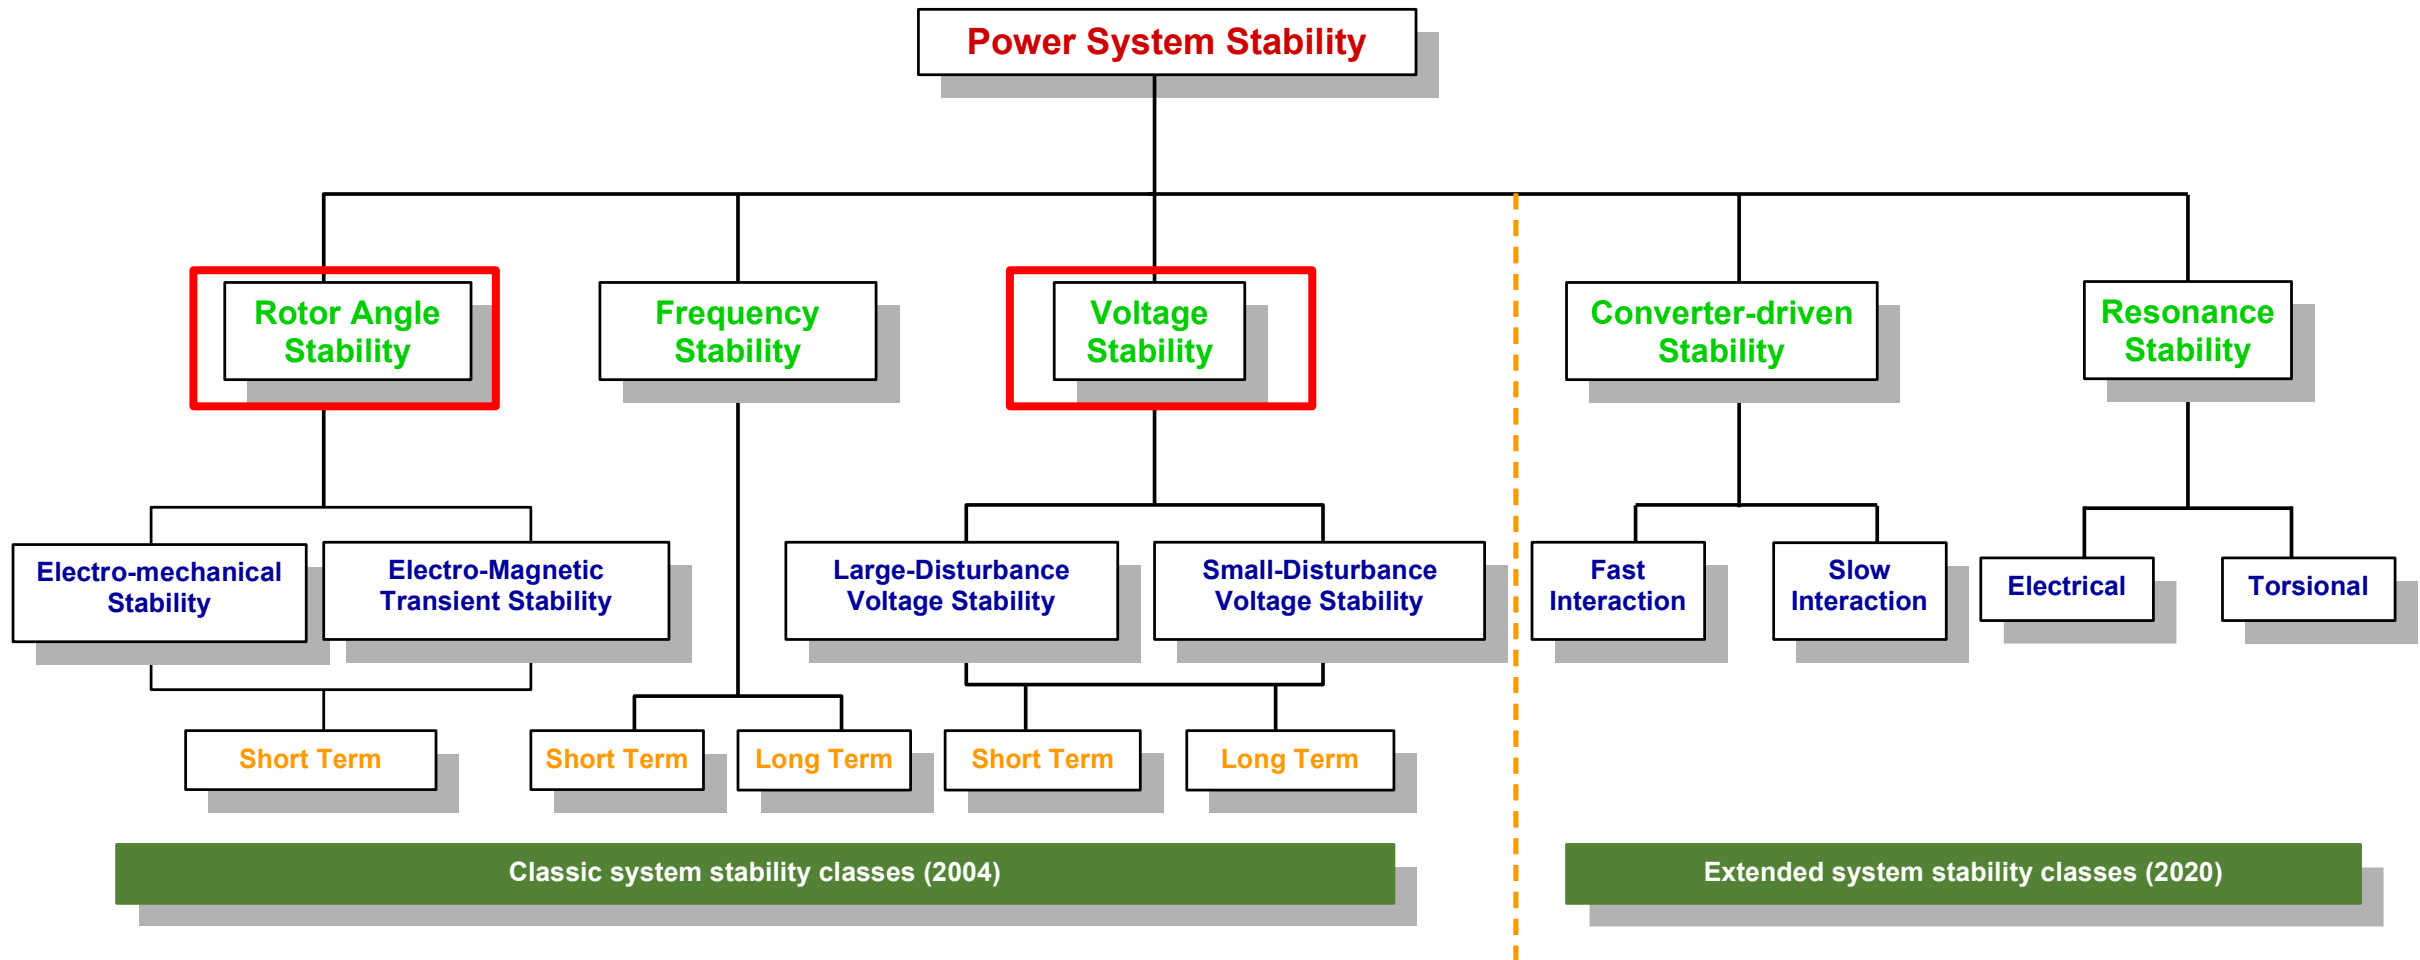 Power System Stability
Rotor Angle
Stability
Frequency
Stability
Voltage
Stability
Converter-driven
Stability
Resonance
Stability
Electro-mechanical
Stability
Electro-Magnetic
Transient Stability
Large-Disturbance
Voltage Stability
Small-Disturbance
Voltage Stability
Fast
Interaction
Slow
Interaction
Electrical
Torsional
Short Term
Short Term
Long Term
Short Term
Long Term
Classic system stability classes (2004)
Extended system stability classes (2020)